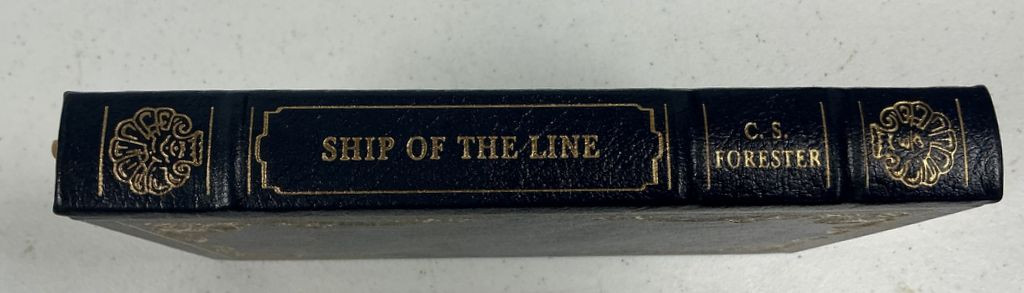 SHIP OF THE LINE
C. S.
FORESTER